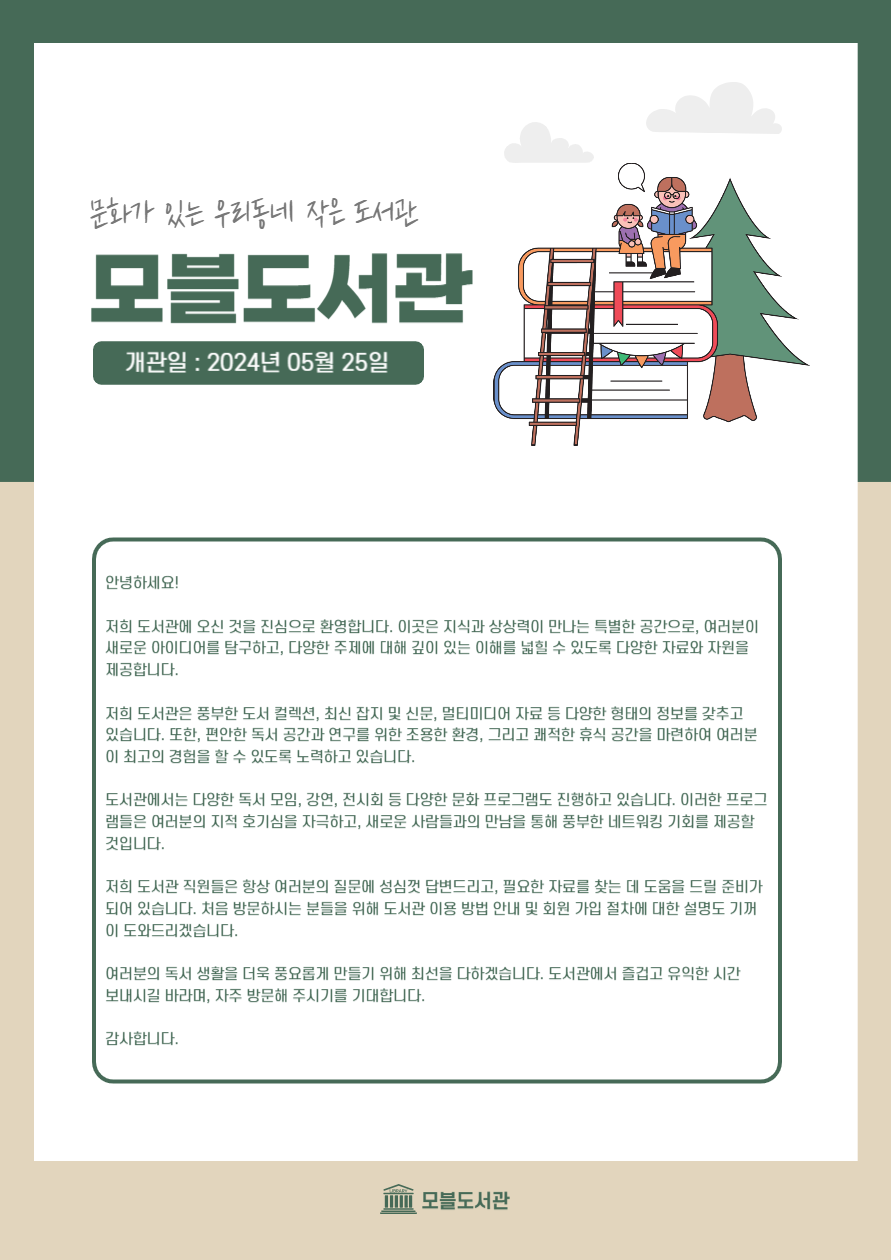 문화가 있는 우리동네 작은 도서관
모블도서관
개관일 : 2024년 05월 25일
안녕하세요!
저희 도서관에 오신 것을 진심으로 환영합니다. 이곳은 지식과 상상력이 만나는 특별한 공간으로, 여러분이
새로운 아이디어를 탐구하고, 다양한 주제에 대해 깊이 있는 이해를 넓힐 수 있도록 다양한 자료와 자원을
제공합니다.
저희 도서관은 풍부한 도서 컬렉션, 최신 잡지 및 신문, 멀티미디어 자료 등 다양한 형태의 정보를 갖추고
있습니다. 또한, 편안한 독서 공간과 연구를 위한 조용한 환경, 그리고 쾌적한 휴식 공간을 마련하여 여러분
이 최고의 경험을 할 수 있도록 노력하고 있습니다.
도서관에서는 다양한 독서 모임, 강연, 전시회 등 다양한 문화 프로그램도 진행하고 있습니다. 이러한 프로그
램들은 여러분의 지적 호기심을 자극하고, 새로운 사람들과의 만남을 통해 풍부한 네트워킹 기회를 제공할
것입니다.
저희 도서관 직원들은 항상 여러분의 질문에 성심껏 답변드리고, 필요한 자료를 찾는 데 도움을 드릴 준비가
되어 있습니다. 처음 방문하시는 분들을 위해 도서관 이용 방법 안내 및 회원 가입 절차에 대한 설명도 기꺼
이 도와드리겠습니다.
여러분의 독서 생활을 더욱 풍요롭게 만들기 위해 최선을 다하겠습니다. 도서관에서 즐겁고 유익한 시간
보내시길 바라며, 자주 방문해 주시기를 기대합니다.
감사합니다.
LIBRARY
모블도서관